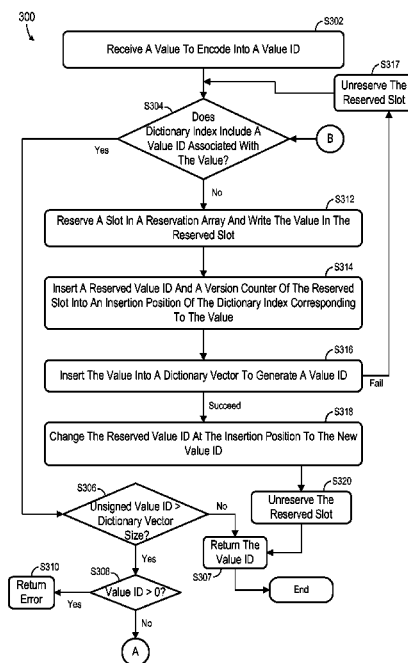 300
S302
Receive A Value To Encode Into A Value ID
S317
Unreserve The
Reserved Slot
S304
Does
Dictionary Index Include A
Value ID Associated With
The Value?
B
Yes
No
S312
Reserve A Slot In A Reservation Array And Write The Value In The
Reserved Slot
S314
Insert A Reserved Value ID And A Version Counter Of The Reserved
Slot Into An Insertion Position Of The Dictionary Index Corresponding
To The Value
S316
Insert The Value Into A Dictionary Vector To Generate A Value ID
Fail
Succeed
S318
Change The Reserved Value ID At The Insertion Position To The New
Value ID
S320
Unreserve The
Reserved Slot
S306
Unsigned Value ID >
Dictionary Vector
Size?
No
Return The
Value ID
S307
End
Yes
S308
Value ID > 0?
S310
Return
Error
Yes
No
A